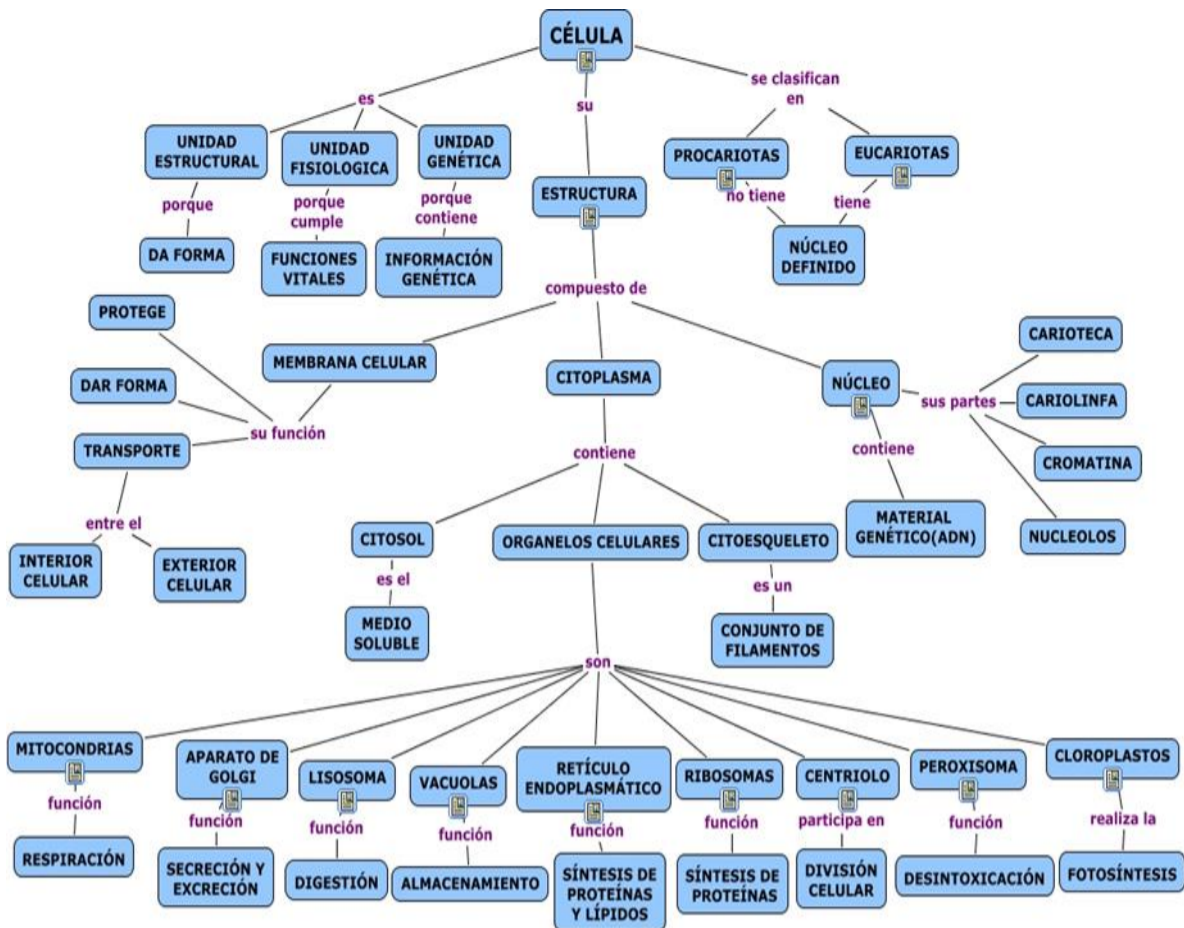 CÉLULA
es
su
se clasifican
en
UNIDAD
ESTRUCTURAL
UNIDAD
FISIOLOGICA
UNIDAD
GENÉTICA
PROCARIOTAS
EUCARIOTAS
porque
porque
cumple
porque
contiene
ESTRUCTURA
no tiene
tiene
DA FORMA
FUNCIONES
VITALES
INFORMACIÓN
GENÉTICA
NÚCLEO
DEFINIDO
compuesto de
PROTEGE
DAR FORMA
TRANSPORTE
MEMBRANA CELULAR
su función
entre el
INTERIOR
CELULAR
EXTERIOR
CELULAR
CITOPLASMA
contiene
NÚCLEO
sus partes
CARIOTECA
CARIOLINFA
CROMATINA
NUCLEOLOS
contiene
MATERIAL
GENÉTICO(ADN)
CITOSOL
es el
MEDIO
SOLUBLE
ORGANELOS CELULARES
CITOESQUELETO
es un
CONJUNTO DE
FILAMENTOS
son
MITOCONDRIAS
función
RESPIRACIÓN
APARATO DE
GOLGI
función
SECRECIÓN Y
EXCRECIÓN
LISOSOMA
función
DIGESTIÓN
VACUOLAS
función
ALMACENAMIENTO
RETÍCULO
ENDOPLASMÁTICO
función
SÍNTESIS DE
PROTEÍNAS
Y LÍPIDOS
RIBOSOMAS
función
SÍNTESIS DE
PROTEÍNAS
CENTRIOLO
participa en
DIVISIÓN
CELULAR
PEROXISOMA
función
DESINTOXICACIÓN
CLOROPLASTOS
realiza la
FOTOSÍNTESIS